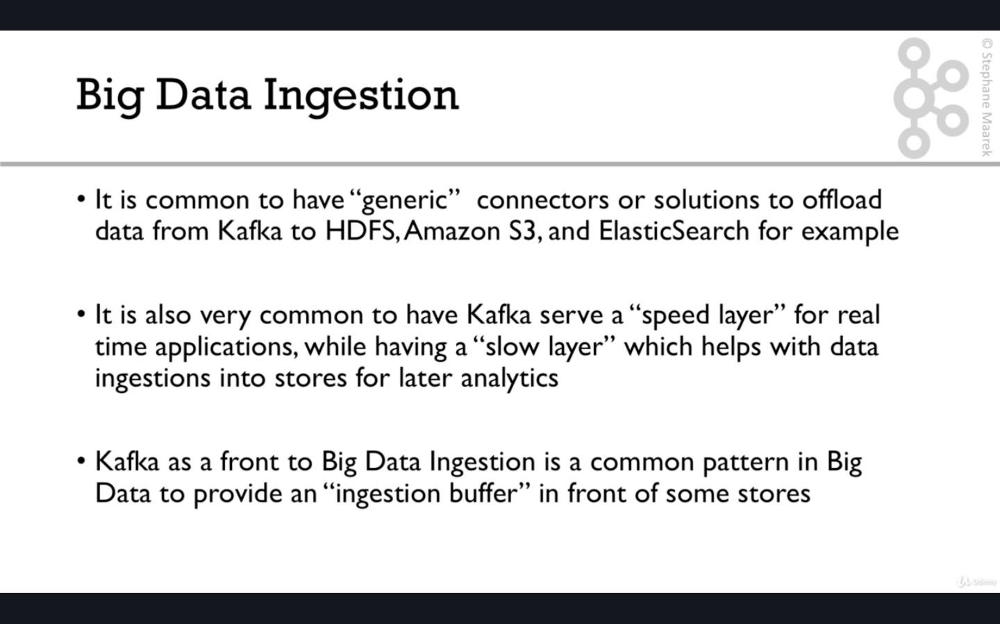 Big Data Ingestion
© Stephane Maarek
• It is common to have “generic” connectors or solutions to offload
data from Kafka to HDFS, Amazon S3, and ElasticSearch for example
• It is also very common to have Kafka serve a “speed layer” for real
time applications, while having a “slow layer” which helps with data
ingestions into stores for later analytics
• Kafka as a front to Big Data Ingestion is a common pattern in Big
Data to provide an “ingestion buffer” in front of some stores
Udemy